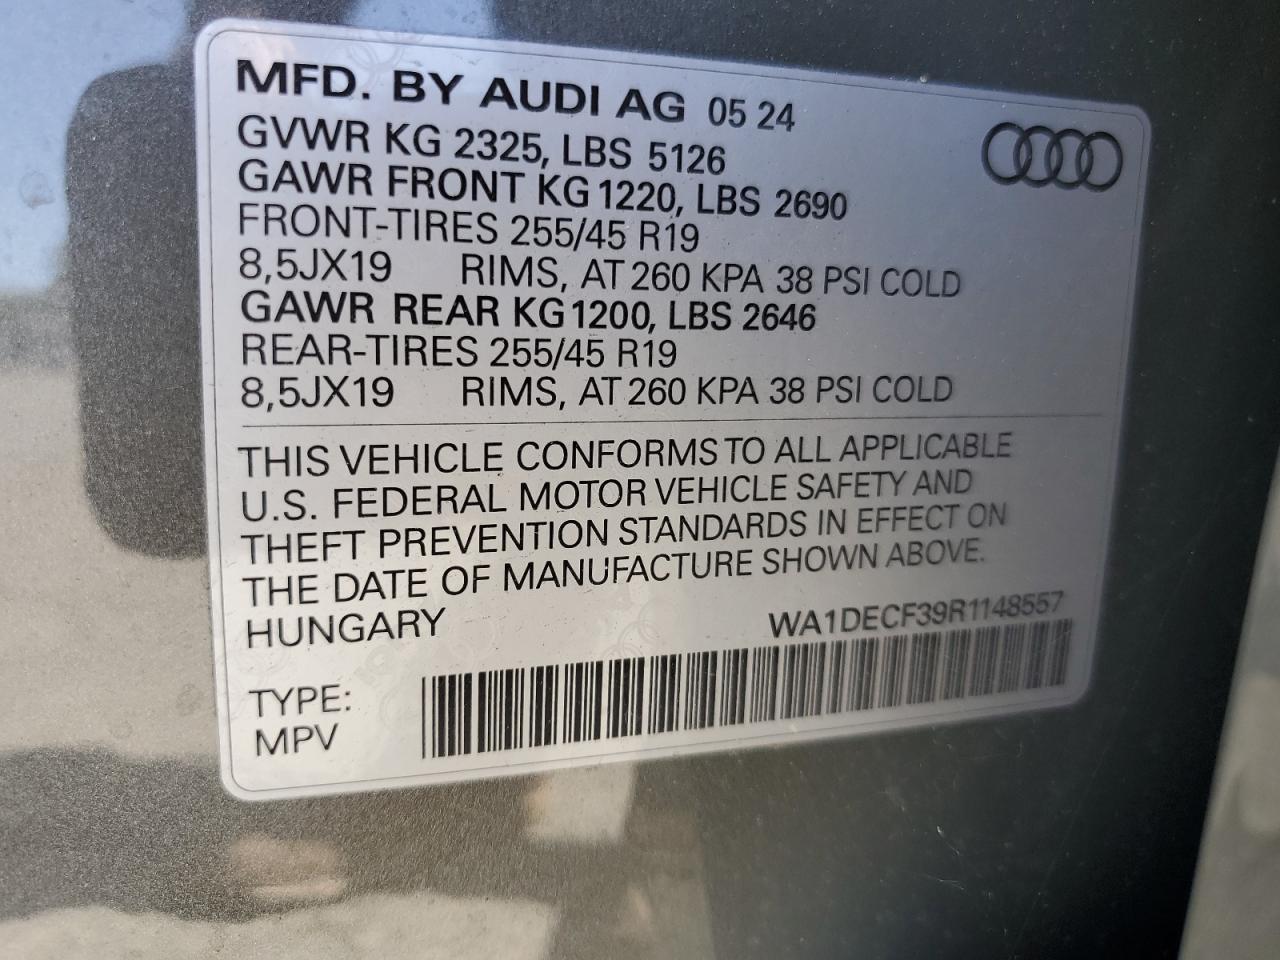 MFD. BY AUDI AG 05 24
GVWR KG 2325, LBS 5126
GAWR FRONT KG 1220, LBS 2690
FRONT-TIRES 255/45 R19
8,5JX19 RIMS, AT 260 KPA 38 PSI COLD
GAWR REAR KG 1200, LBS 2646
REAR-TIRES 255/45 R19
8,5JX19 RIMS, AT 260 KPA 38 PSI COLD
THIS VEHICLE CONFORMS TO ALL APPLICABLE
U.S. FEDERAL MOTOR VEHICLE SAFETY AND
THEFT PREVENTION STANDARDS IN EFFECT ON
THE DATE OF MANUFACTURE SHOWN ABOVE.
HUNGARY WA1DECF39R1148557
TYPE:
MPV